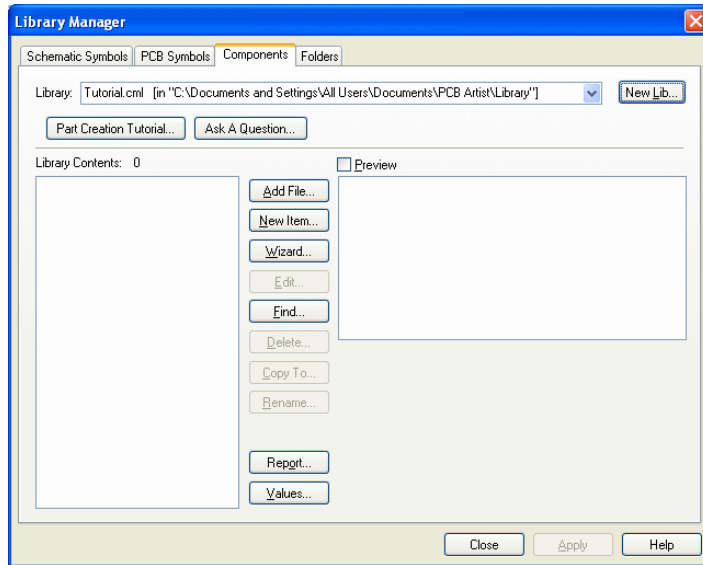 Library Manager
Schematic Symbols PCB Symbols Components Folders
Library: Tutorial.cml [in "C:\Documents and Settings\All Users\Documents\PCB Artist\Library"] New Lib...
Part Creation Tutorial... Ask A Question...
Library Contents: 0 Preview
Add File...
New Item...
Wizard...
Edit...
Find...
Delete...
Copy To...
Rename...
Report...
Values...
Close Apply Help